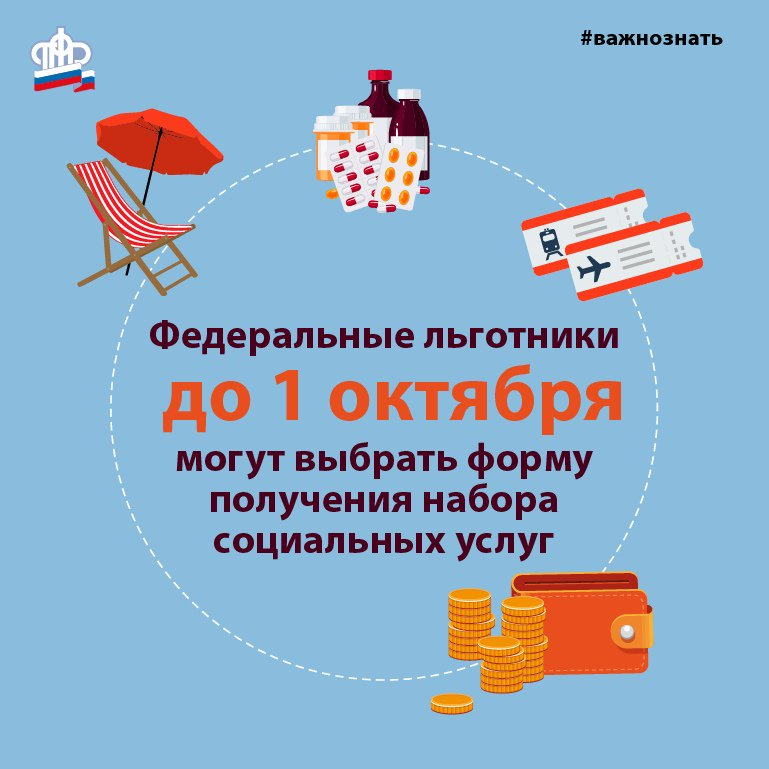 #важнознать
Федеральные льготники
до 1 октября
могут выбрать форму
получения набора
социальных услуг